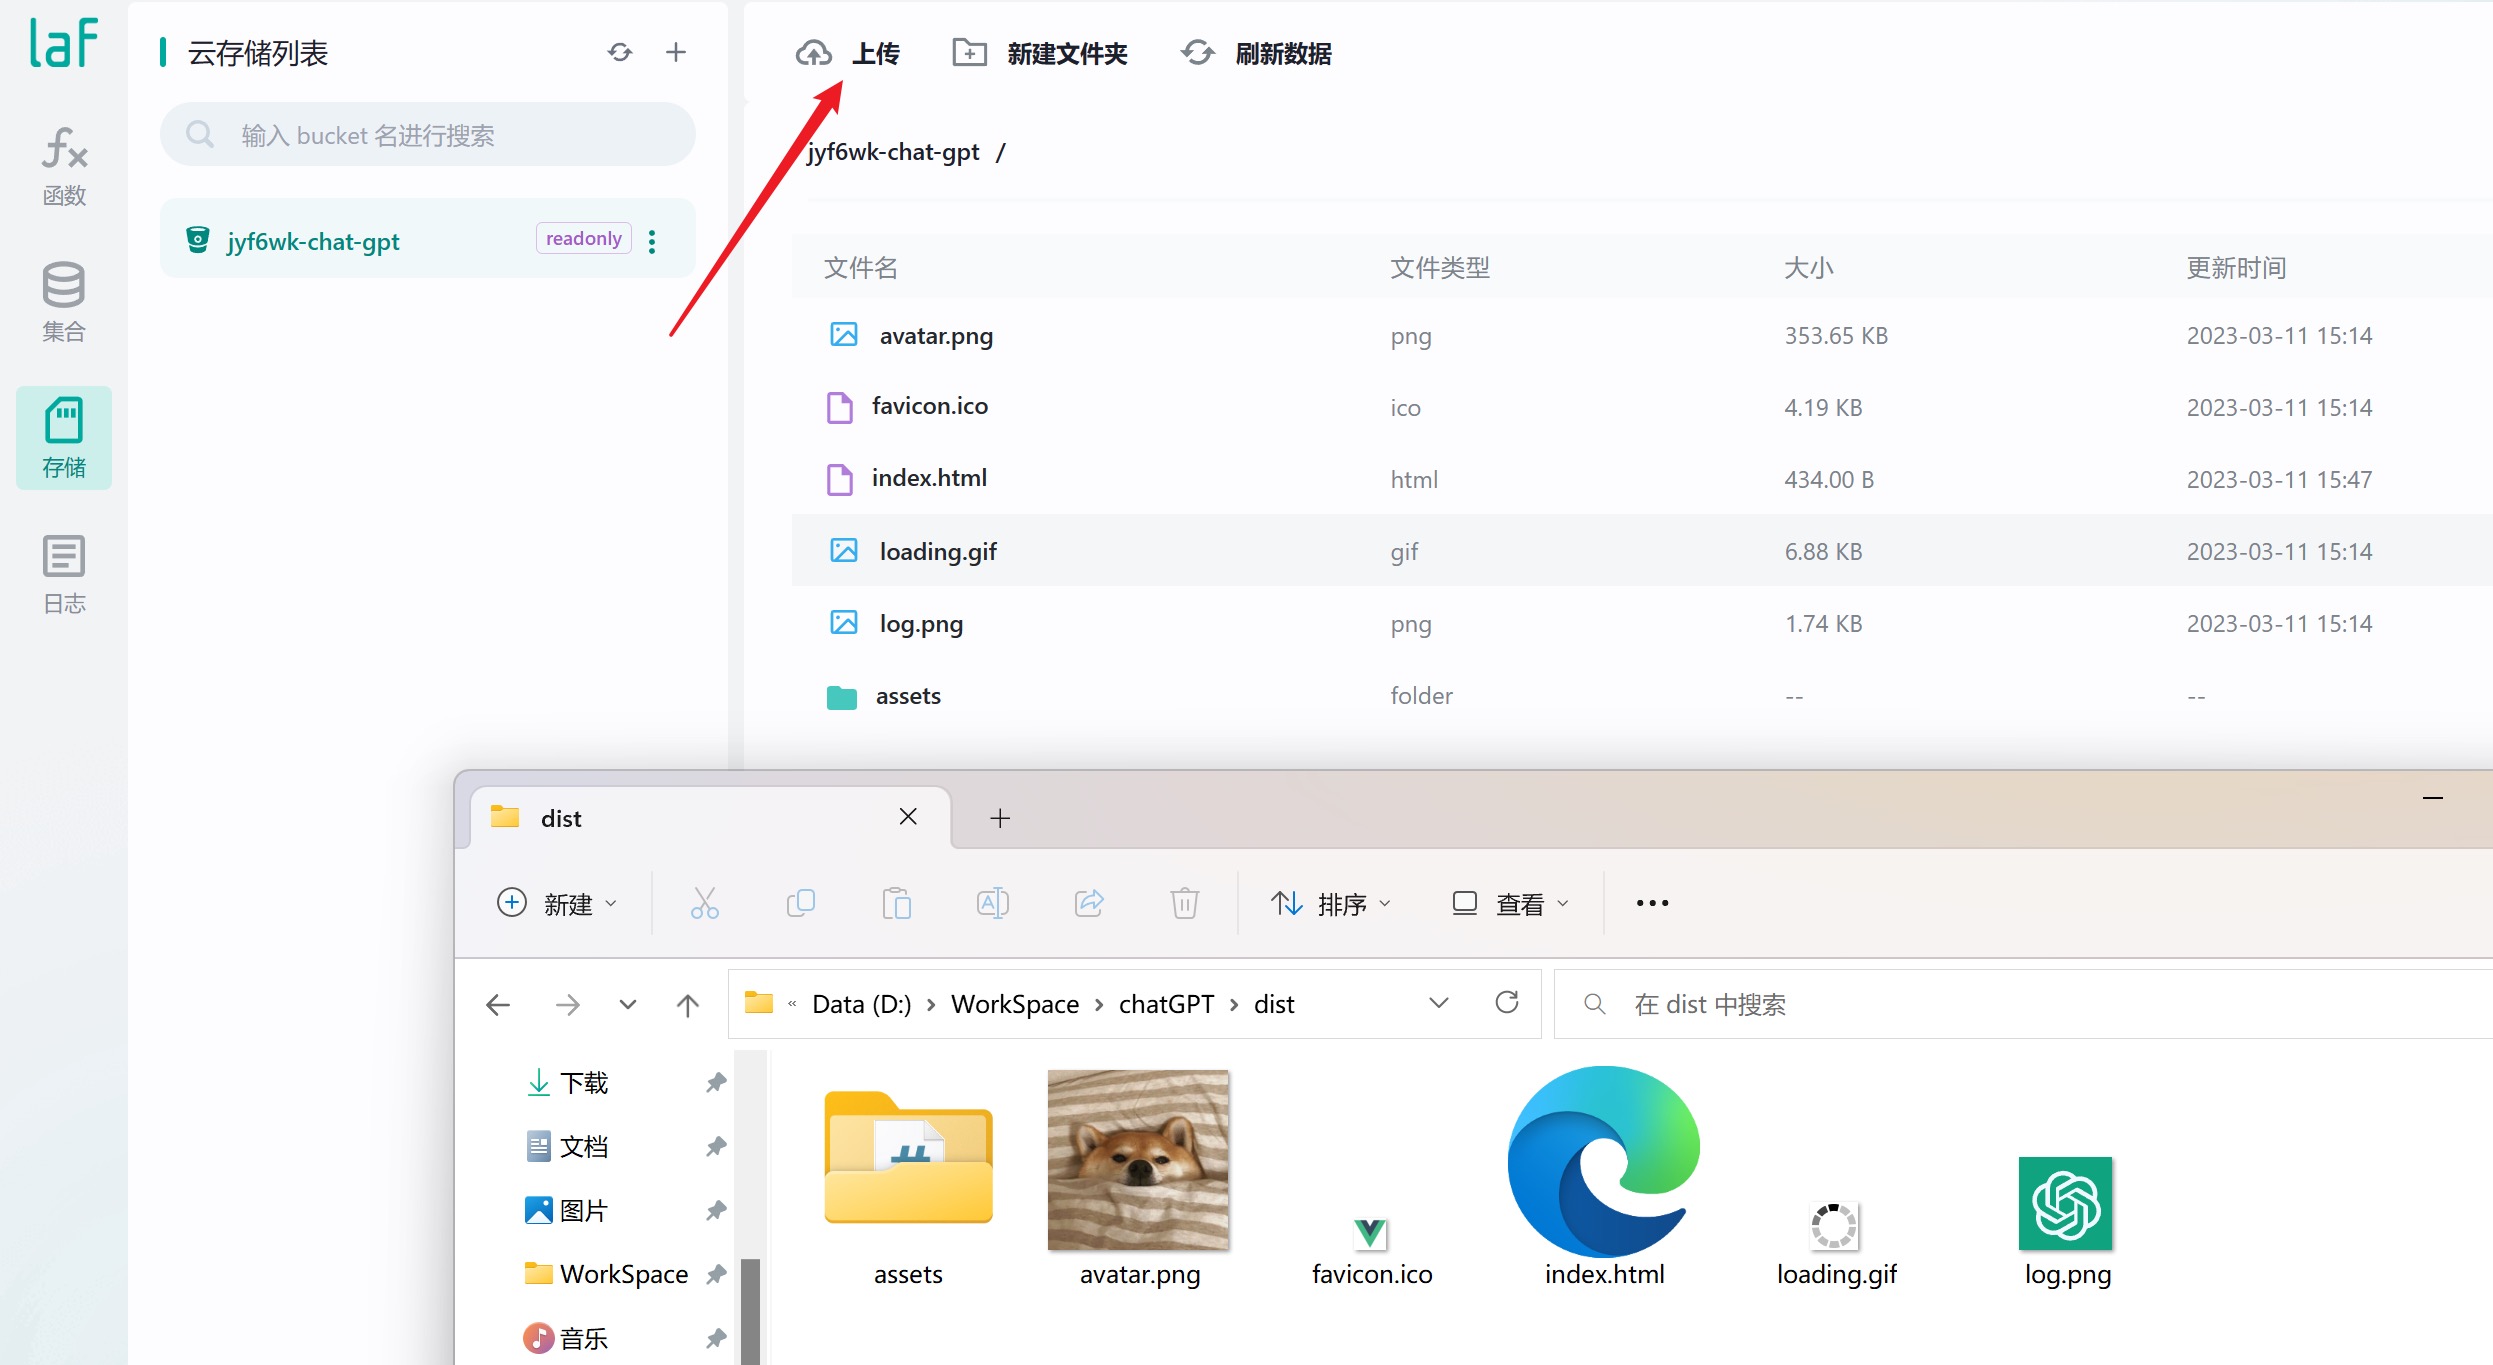 laf
函数
集合
存储
日志
云存储列表
输入 bucket 名进行搜索
jyf6wk-chat-gpt readonly
上传 新建文件夹 刷新数据
jyf6wk-chat-gpt /
文件名 文件类型 大小 更新时间
avatar.png png 353.65 KB 2023-03-11 15:14
favicon.ico ico 4.19 KB 2023-03-11 15:14
index.html html 434.00 B 2023-03-11 15:47
loading.gif gif 6.88 KB 2023-03-11 15:14
log.png png 1.74 KB 2023-03-11 15:14
assets folder -- --
dist
新建 排序 查看
« Data (D:) › WorkSpace › chatGPT › dist
在 dist 中搜索
下载
文档
图片
WorkSpace
音乐
assets avatar.png favicon.ico index.html loading.gif log.png